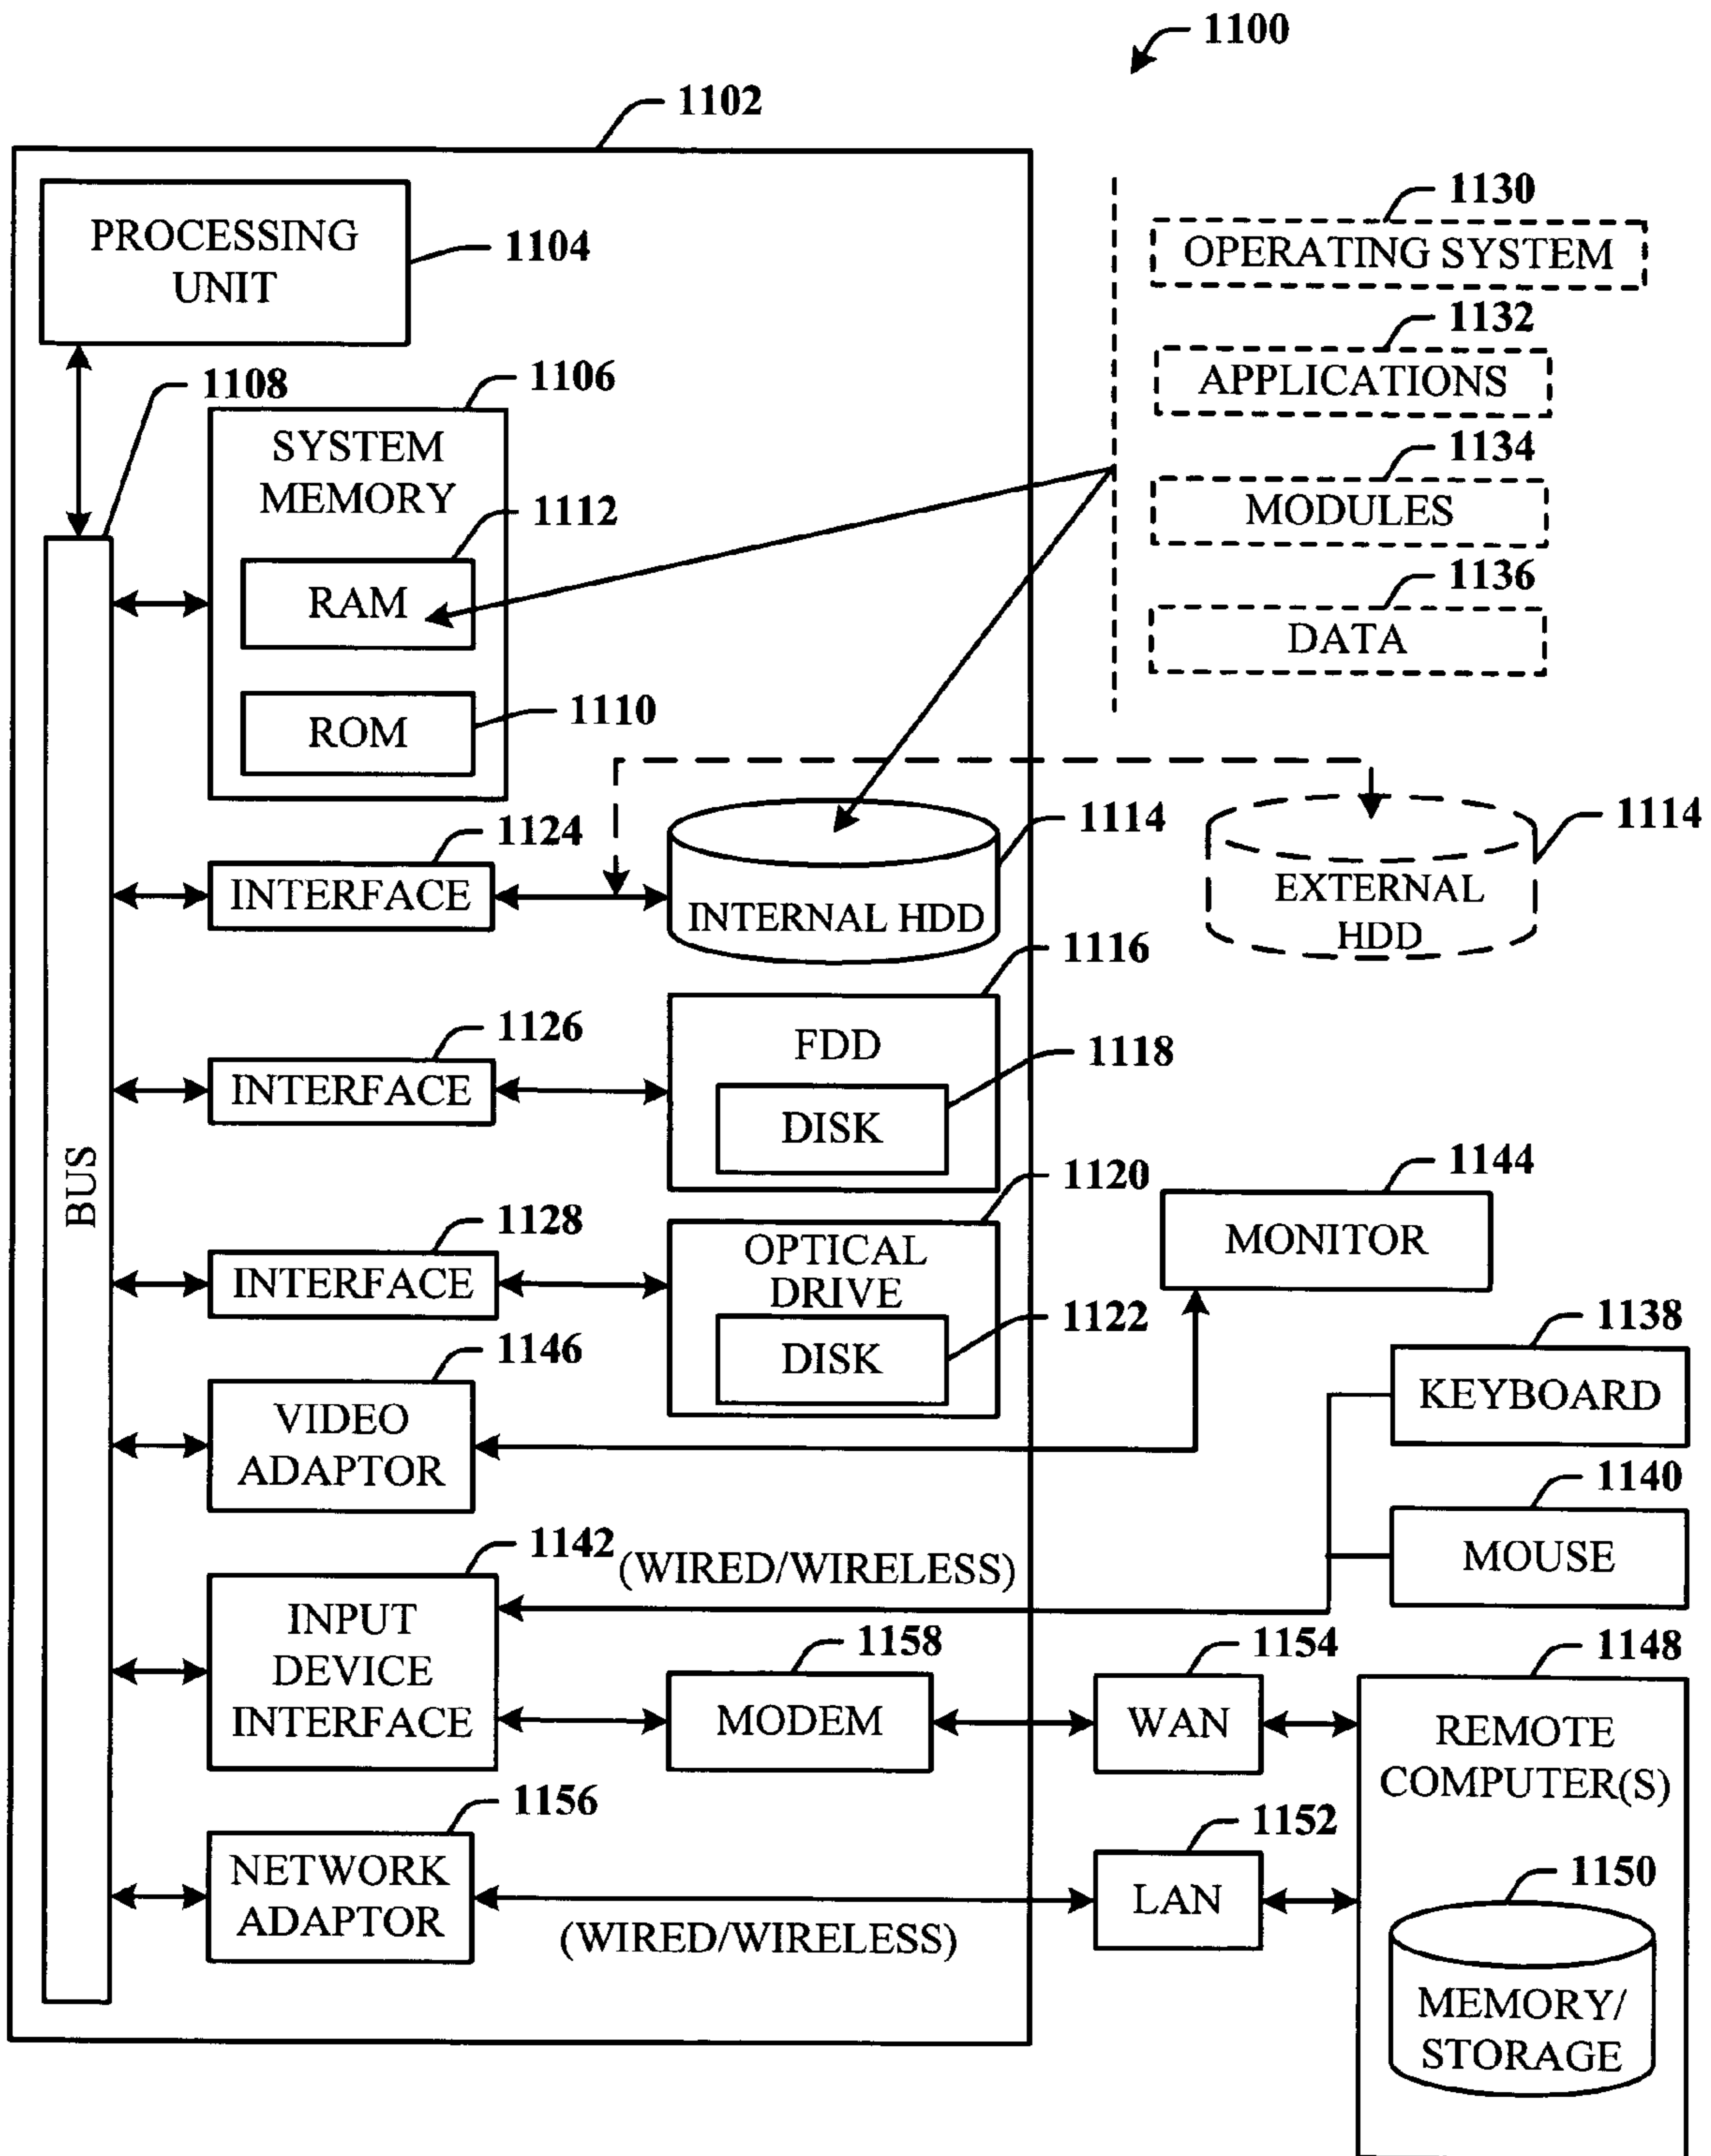 1100
1102
PROCESSING
UNIT
1104
1130
OPERATING SYSTEM
1132
APPLICATIONS
1134
MODULES
1136
DATA
1108
1106
SYSTEM
MEMORY
1112
RAM
1110
ROM
1124
INTERFACE
1114
INTERNAL HDD
1114
EXTERNAL
HDD
1116
FDD
1126
INTERFACE
1118
DISK
BUS
1120
OPTICAL
DRIVE
1128
INTERFACE
1122
DISK
1144
MONITOR
1146
VIDEO
ADAPTOR
1138
KEYBOARD
1140
MOUSE
1142
(WIRED/WIRELESS)
INPUT
DEVICE
INTERFACE
1158
MODEM
1154
WAN
1148
REMOTE
COMPUTER(S)
1156
NETWORK
ADAPTOR
(WIRED/WIRELESS)
1152
LAN
1150
MEMORY/
STORAGE